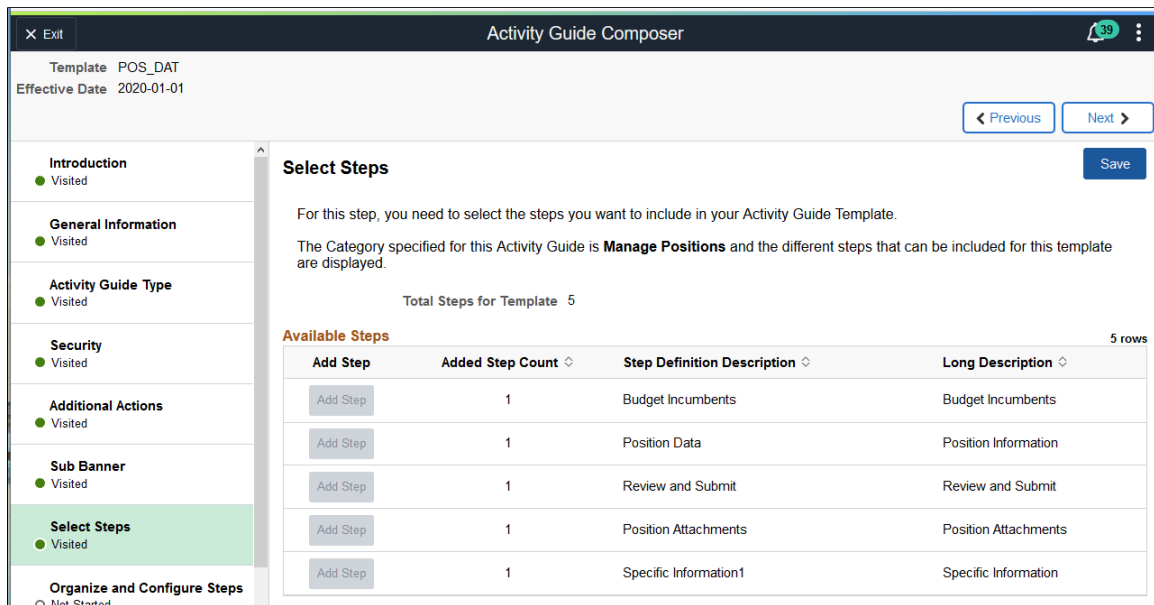 Exit
Activity Guide Composer
39
Template POS_DAT
Effective Date 2020-01-01
Previous
Next
Introduction
Visited
General Information
Visited
Activity Guide Type
Visited
Security
Visited
Additional Actions
Visited
Sub Banner
Visited
Select Steps
Visited
Organize and Configure Steps
Not Started
Select Steps
Save
For this step, you need to select the steps you want to include in your Activity Guide Template.
The Category specified for this Activity Guide is Manage Positions and the different steps that can be included for this template
are displayed.
Total Steps for Template 5
Available Steps
5 rows
Add Step Added Step Count Step Definition Description Long Description
Add Step 1 Budget Incumbents Budget Incumbents
Add Step 1 Position Data Position Information
Add Step 1 Review and Submit Review and Submit
Add Step 1 Position Attachments Position Attachments
Add Step 1 Specific Information1 Specific Information